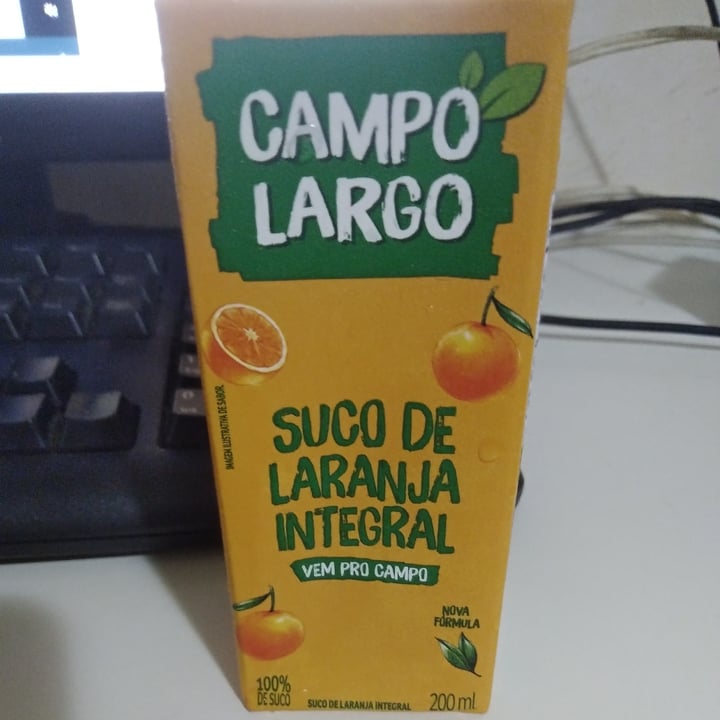 CAMPO
LARGO
IMAGEM ILUSTRATIVA DE SABOR
SUCO DE
LARANJA
INTEGRAL
VEM PRO CAMPO
NOVA
FÓRMULA
100%
DE SUCO
SUCO DE LARANJA INTEGRAL
200 ml